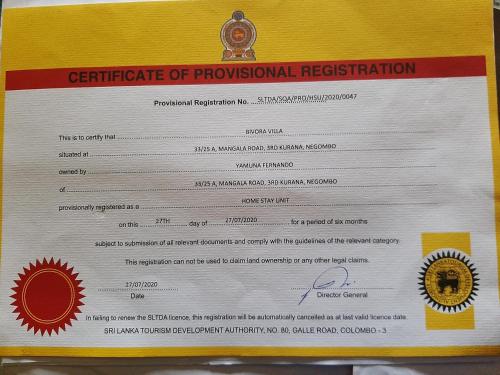 CERTIFICATE OF PROVISIONAL REGISTRATION
Provisional Registration No. SLTDA/SQA/PRO/HSU/2020/0047
This is to certify that BIVORA VILLA
situated at 33/25 A, MANGALA ROAD, 3RD KURANA, NEGOMBO
owned by YAMUNA FERNANDO
of 33/25 A, MANGALA ROAD, 3RD KURANA, NEGOMBO
provisionally registered as a HOME STAY UNIT
on this 27TH day of 27/07/2020 for a period of six months
subject to submission of all relevant documents and comply with the guidelines of the relevant category.
This registration can not be used to claim land ownership or any other legal claims.
27/07/2020
Date
Director General
In failing to renew the SLTDA licence, this registration will be automatically cancelled as at last valid licence date.
SRI LANKA TOURISM DEVELOPMENT AUTHORITY, NO. 80, GALLE ROAD, COLOMBO - 3